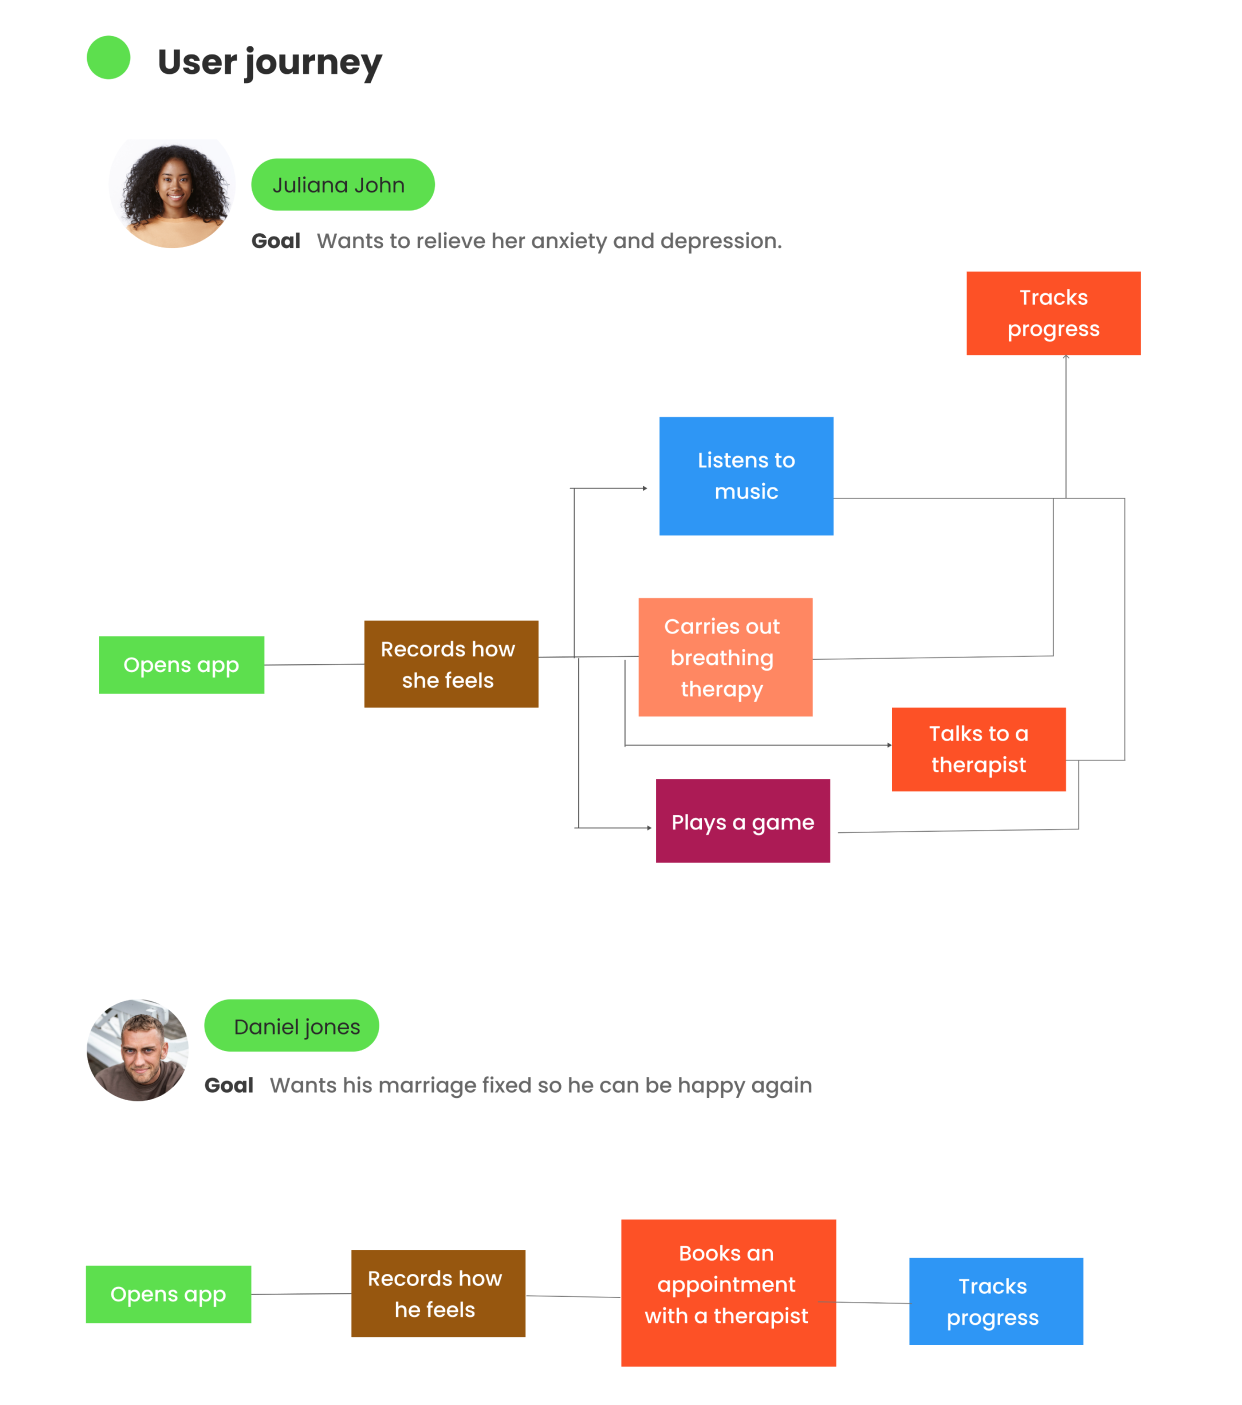 User journey
Juliana John
Goal Wants to relieve her anxiety and depression.
Tracks
progress
Listens to
music
Carries out
breathing
therapy
Opens app
Records how
she feels
Talks to a
therapist
Plays a game
Daniel jones
Goal Wants his marriage fixed so he can be happy again
Opens app
Records how
he feels
Books an
appointment
with a therapist
Tracks
progress